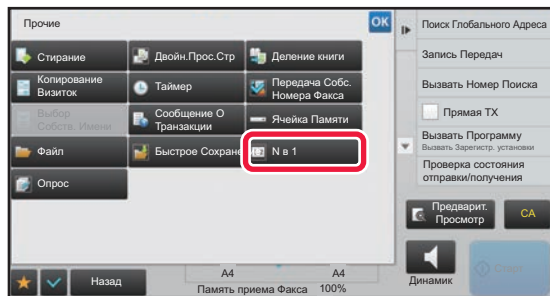 Прочие
OK
Стирание
Двойн.Прос.Стр
Деление книги
Копирование
Визиток
Таймер
Передача Собс.
Номера Факса
Выбор
Собств. Имени
Сообщение О
Транзакции
Ячейка Памяти
Файл
Быстрое Сохране
N в 1
Опрос
Назад
A4
A4
Память приема Факса 100%
Поиск Глобального Адреса
Запись Передач
Вызвать Номер Поиска
Прямая TX
Вызвать Программу
Вызвать Зарегистр. установки
Проверка состояния
отправки/получения
Предварит.
Просмотр
CA
Динамик
Старт